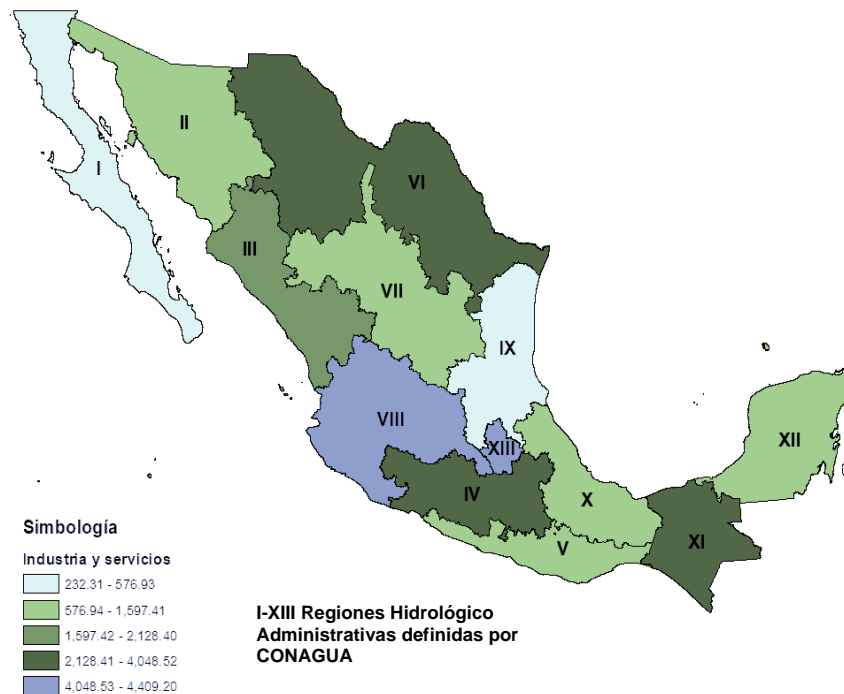 II
I
VI
III
VII
IX
VIII
XIII
XII
IV
X
V
XI
Simbología
Industria y servicios
232.31 - 576.93
576.94 - 1,597.41
1,597.42 - 2,128.40
2,128.41 - 4,048.52
4,048.53 - 4,409.20
I-XIII Regiones Hidrológico
Administrativas definidas por
CONAGUA